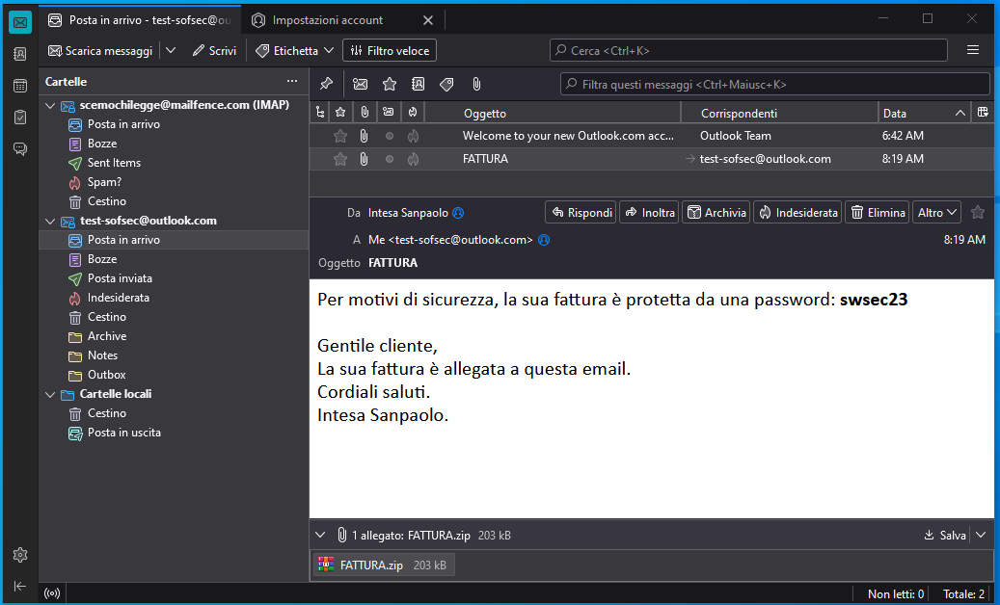 Posta in arrivo - test-sofsec@ou
Impostazioni account
Scarica messaggi
Scrivi
Etichetta
Filtro veloce
Cerca <Ctrl+K>
Cartelle
Filtra questi messaggi <Ctrl+Maiusc+K>
scemochilegge@mailfence.com (IMAP)
Posta in arrivo
Bozze
Sent Items
Spam?
Cestino
test-sofsec@outlook.com
Posta in arrivo
Bozze
Posta inviata
Indesiderata
Cestino
Archive
Notes
Outbox
Cartelle locali
Cestino
Posta in uscita
Oggetto Corrispondenti Data
Welcome to your new Outlook.com acc... Outlook Team 6:42 AM
FATTURA test-sofsec@outlook.com 8:19 AM
Da Intesa Sanpaolo
Rispondi Inoltra Archivia Indesiderata Elimina Altro
A Me <test-sofsec@outlook.com> 8:19 AM
Oggetto FATTURA
Per motivi di sicurezza, la sua fattura è protetta da una password: swsec23
Gentile cliente,
La sua fattura è allegata a questa email.
Cordiali saluti.
Intesa Sanpaolo.
1 allegato: FATTURA.zip 203 kB Salva
FATTURA.zip 203 kB
Non letti: 0 Totale: 2